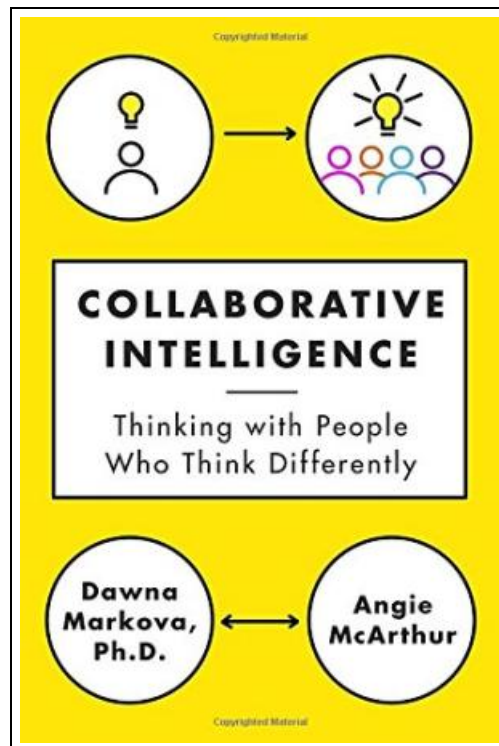 Copyrighted Material
COLLABORATIVE
INTELLIGENCE
Thinking with People
Who Think Differently
Dawna
Markova,
Ph.D.
Angie
McArthur
Copyrighted Material